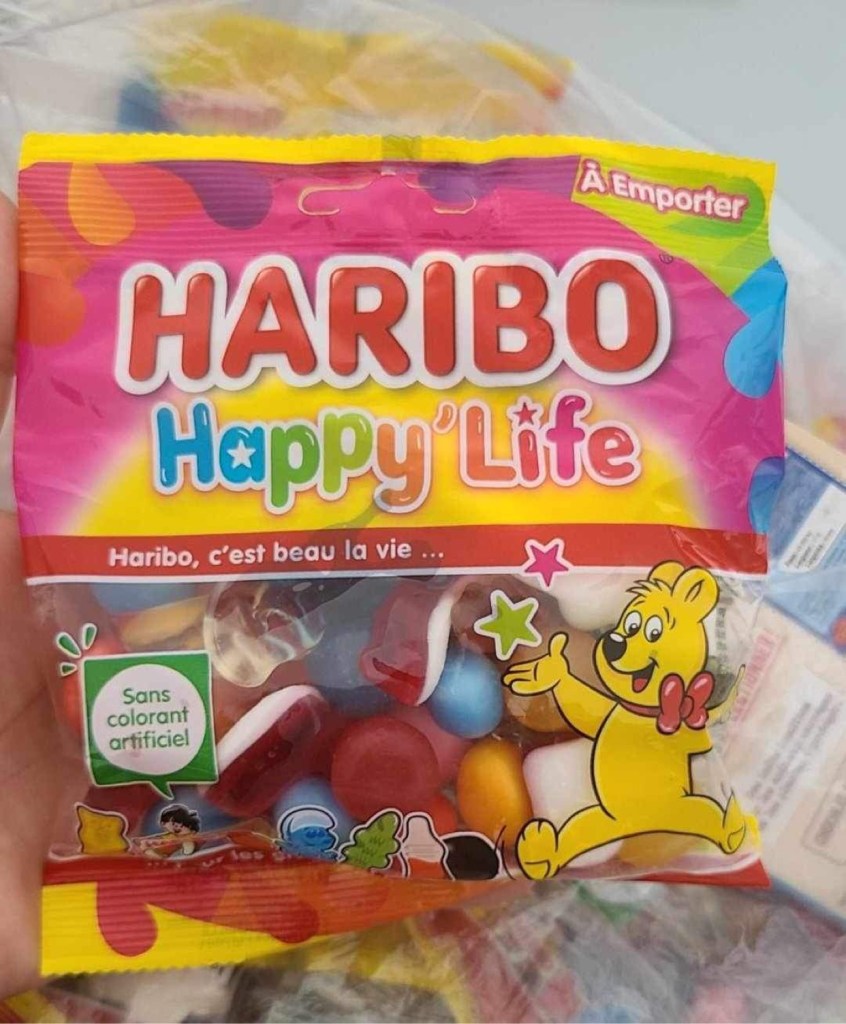 À Emporter
HARIBO
Happy'Life
Haribo, c'est beau la vie ...
Sans
colorant
artificiel